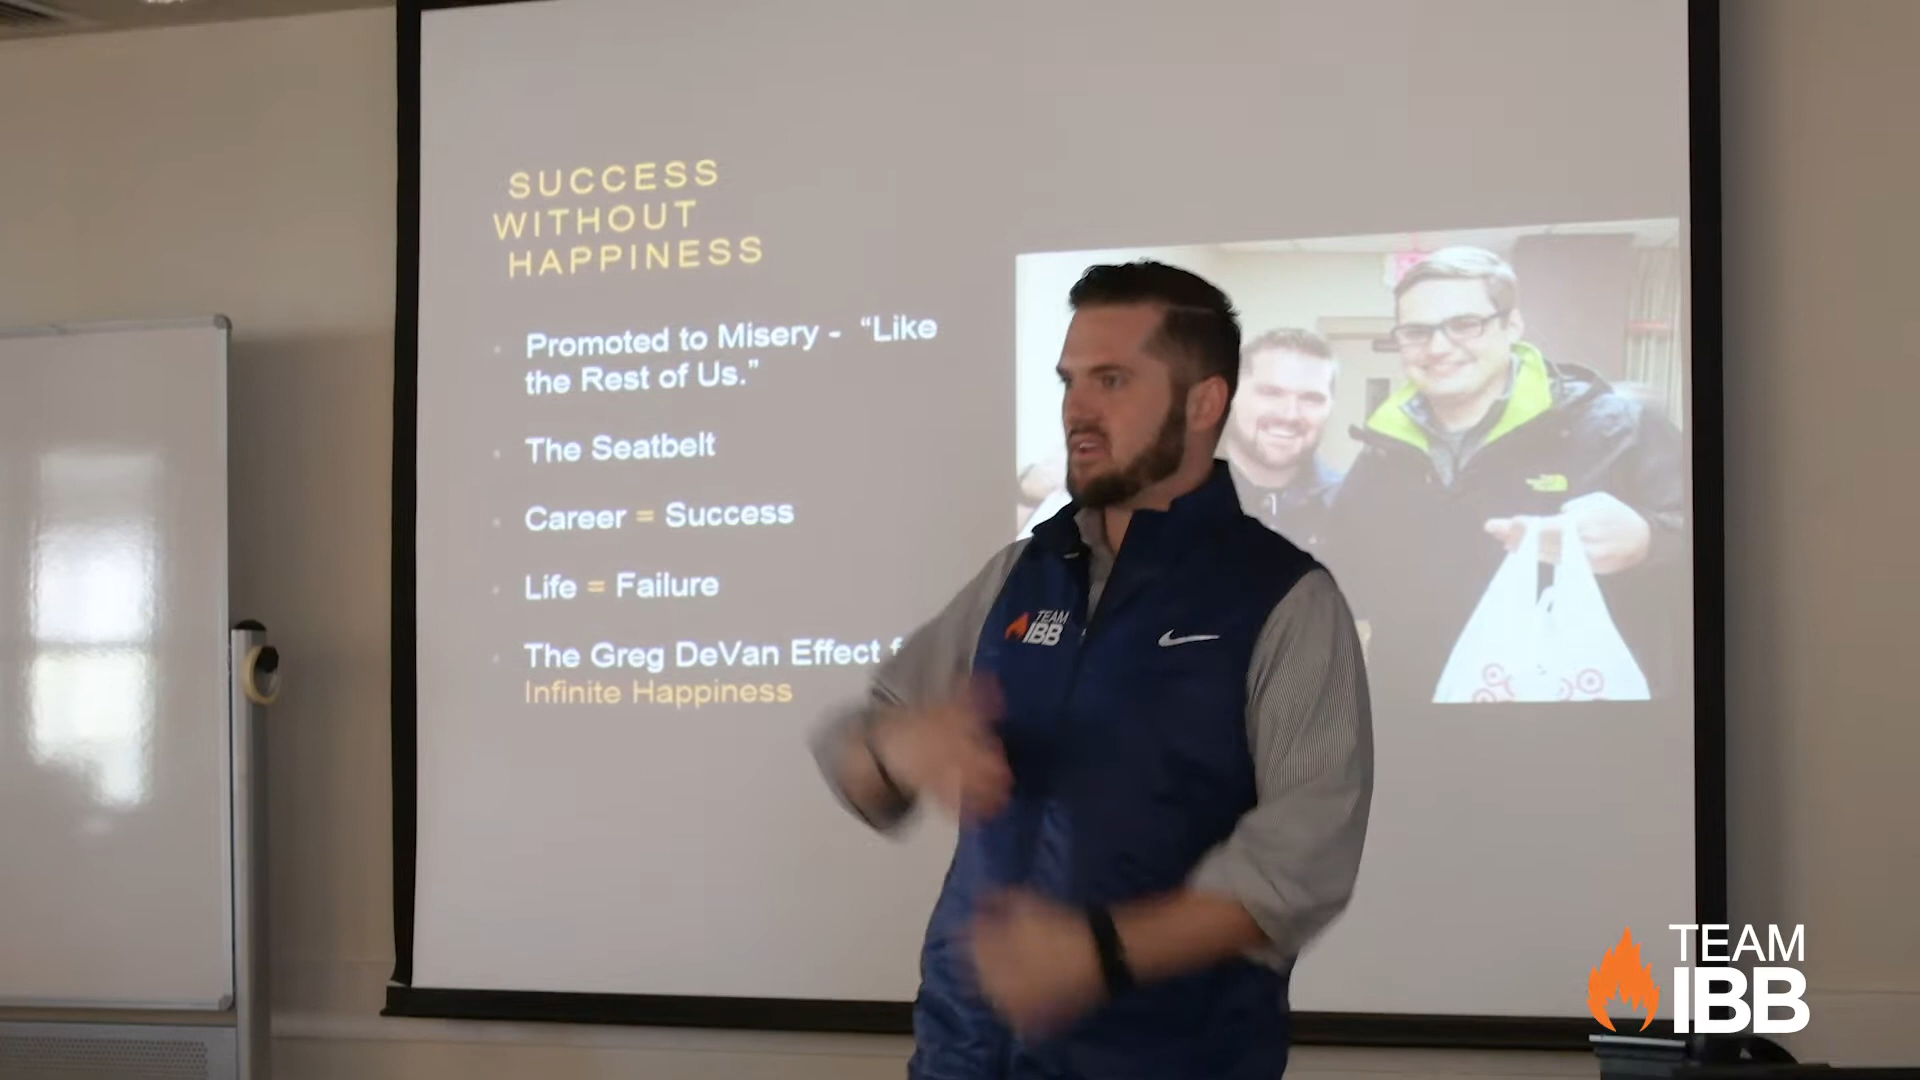 SUCCESS
WITHOUT
HAPPINESS
Promoted to Misery - “Like
the Rest of Us.”
The Seatbelt
Career = Success
Life = Failure
The Greg DeVan Effect
Infinite Happiness
TEAM
IBB
TEAM
IBB